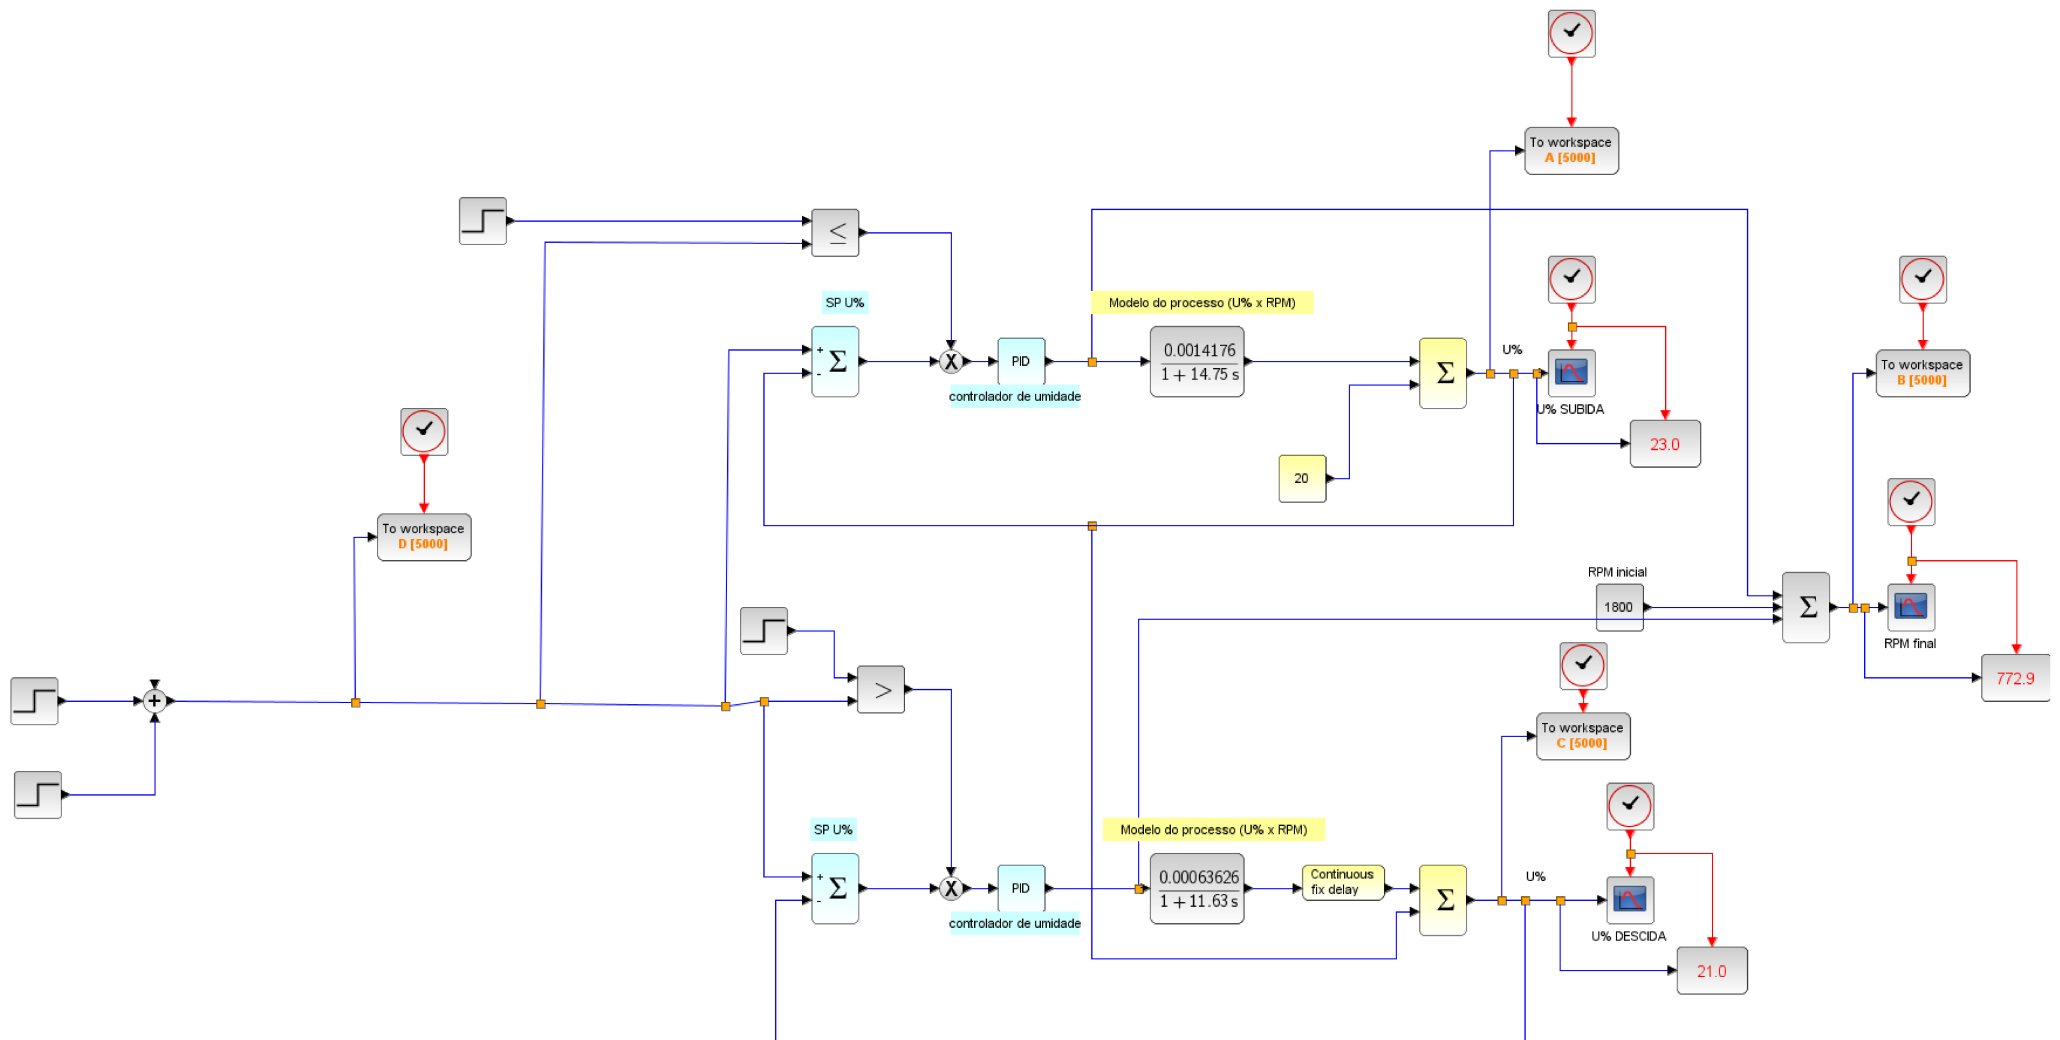 To workspace
A [5000]
≤
SP U%
Modelo do processo (U% x RPM)
+
-
Σ
X
PID
0.0014176
1 + 14.75 s
Σ
U%
To workspace
B [5000]
controlador de umidade
U% SUBIDA
23.0
20
To workspace
D [5000]
RPM inicial
1800
Σ
RPM final
>
+
772.9
To workspace
C [5000]
SP U%
Modelo do processo (U% x RPM)
+
-
Σ
X
PID
0.00063626
1 + 11.63 s
Continuous
fix delay
Σ
U%
controlador de umidade
U% DESCIDA
21.0